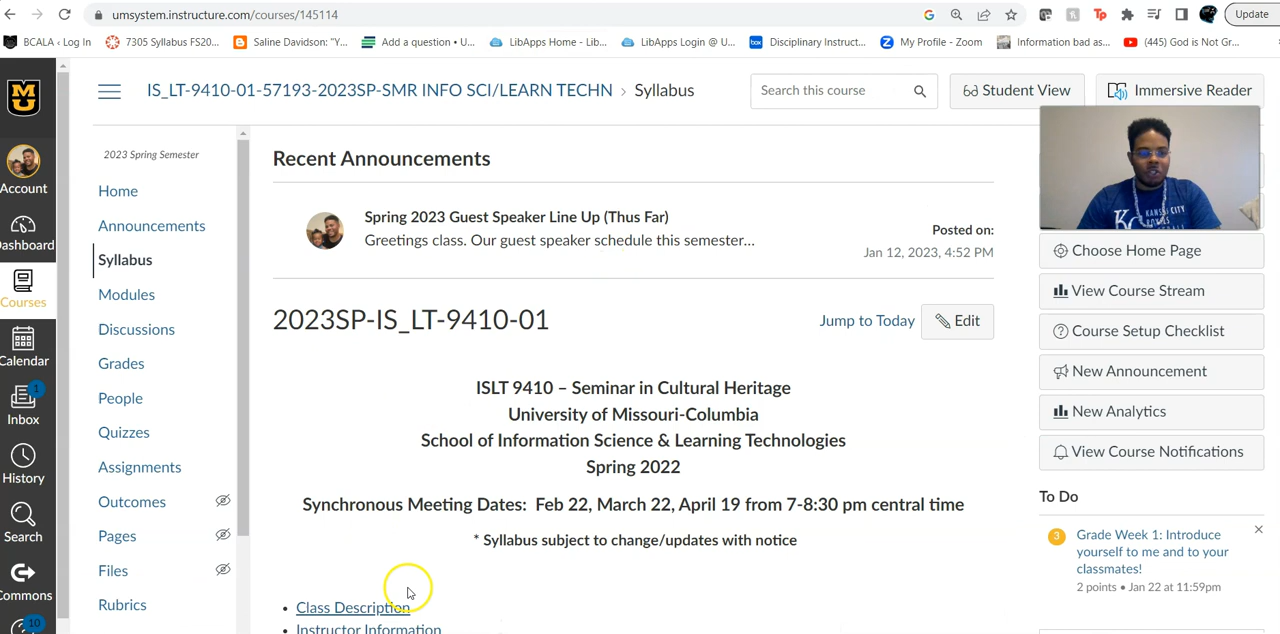 umsystem.instructure.com/courses/145114
Update
BCALA ‹ Log In
7305 Syllabus FS20...
Saline Davidson: "Y...
Add a question • U...
LibApps Home - Lib...
LibApps Login @ U...
Disciplinary Instruct...
My Profile - Zoom
Information bad as...
(445) God is Not Gr...
IS_LT-9410-01-57193-2023SP-SMR INFO SCI/LEARN TECHN › Syllabus
Search this course
Student View
Immersive Reader
Account
Dashboard
Courses
Calendar
1
Inbox
History
Search
Commons
10
2023 Spring Semester
Home
Announcements
Syllabus
Modules
Discussions
Grades
People
Quizzes
Assignments
Outcomes
Pages
Files
Rubrics
Recent Announcements
Spring 2023 Guest Speaker Line Up (Thus Far)
Greetings class. Our guest speaker schedule this semester...
Posted on:
Jan 12, 2023, 4:52 PM
2023SP-IS_LT-9410-01
Jump to Today
Edit
ISLT 9410 – Seminar in Cultural Heritage
University of Missouri-Columbia
School of Information Science & Learning Technologies
Spring 2022
Synchronous Meeting Dates: Feb 22, March 22, April 19 from 7-8:30 pm central time
* Syllabus subject to change/updates with notice
• Class Description
• Instructor Information
Choose Home Page
View Course Stream
Course Setup Checklist
New Announcement
New Analytics
View Course Notifications
To Do
3
Grade Week 1: Introduce
yourself to me and to your
classmates!
2 points • Jan 22 at 11:59pm